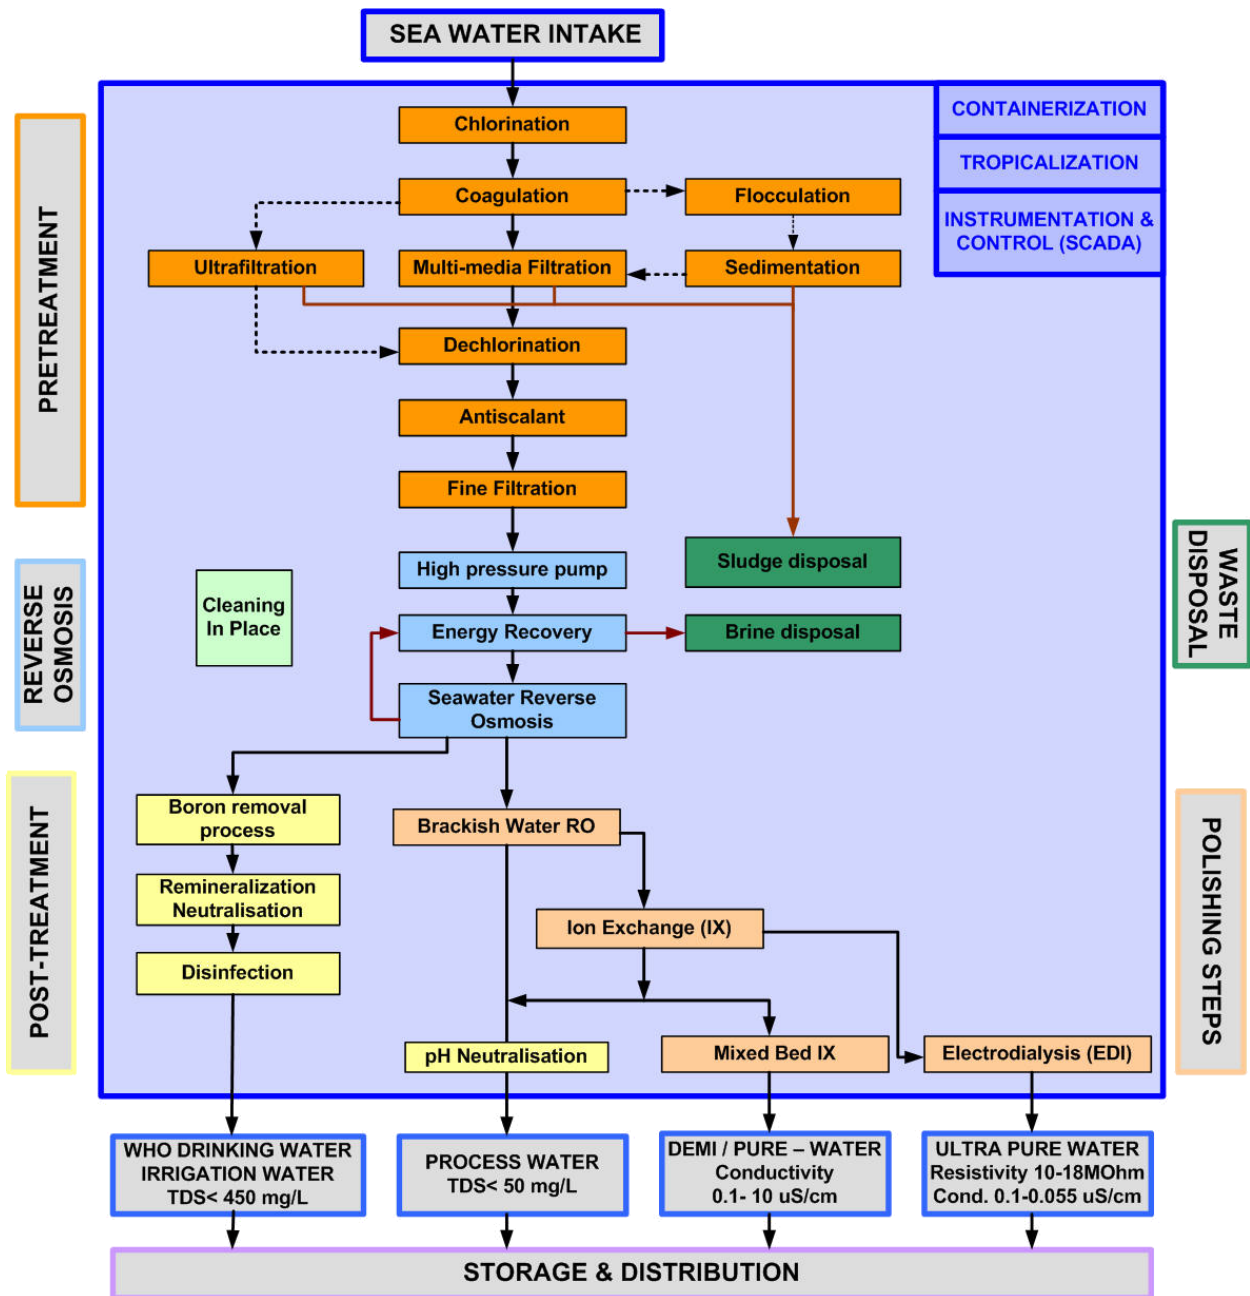 SEA WATER INTAKE
CONTAINERIZATION
TROPICALIZATION
INSTRUMENTATION &
CONTROL (SCADA)
PRETREATMENT
Chlorination
Coagulation
Flocculation
Ultrafiltration
Multi-media Filtration
Sedimentation
Dechlorination
Antiscalant
Fine Filtration
REVERSE
OSMOSIS
WASTE
DISPOSAL
High pressure pump
Sludge disposal
Cleaning
In Place
Energy Recovery
Brine disposal
Seawater Reverse
Osmosis
POST-TREATMENT
POLISHING STEPS
Boron removal
process
Brackish Water RO
Remineralization
Neutralisation
Ion Exchange (IX)
Disinfection
pH Neutralisation
Mixed Bed IX
Electrodialysis (EDI)
WHO DRINKING WATER
IRRIGATION WATER
TDS< 450 mg/L
PROCESS WATER
TDS< 50 mg/L
DEMI / PURE – WATER
Conductivity
0.1- 10 uS/cm
ULTRA PURE WATER
Resistivity 10-18MOhm
Cond. 0.1-0.055 uS/cm
STORAGE & DISTRIBUTION